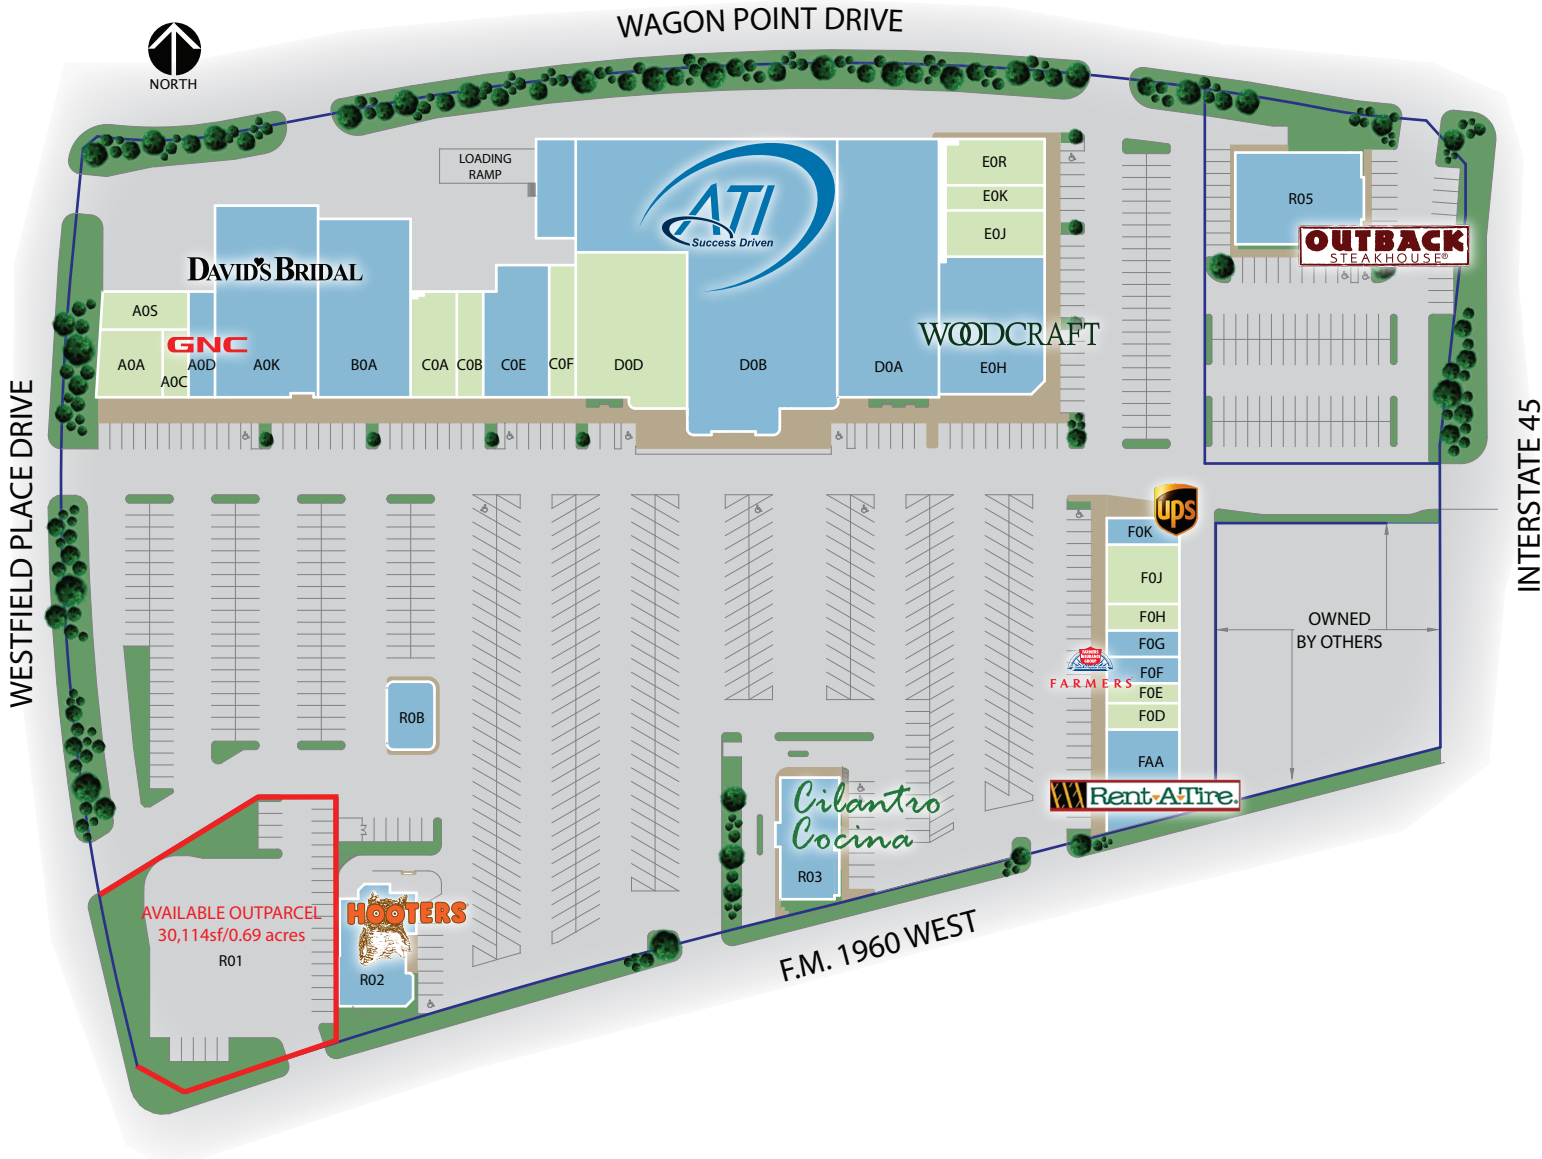 WAGON POINT DRIVE
NORTH
LOADING
RAMP
ATI
Success Driven
E0R
E0K
E0J
R05
OUTBACK
STEAKHOUSE®
DAVID'S BRIDAL
A0S
GNC
A0A
A0C
A0D
A0K
B0A
C0A
C0B
C0E
C0F
D0D
D0B
D0A
WOODCRAFT
E0H
WESTFIELD PLACE DRIVE
INTERSTATE 45
ups
F0K
F0J
F0H
F0G
FARMERS
INSURANCE
GROUP
FARMERS
F0F
F0E
F0D
FAA
Rent-A-Tire.
OWNED
BY OTHERS
R0B
Cilantro
Cocina
R03
AVAILABLE OUTPARCEL
30,114sf/0.69 acres
R01
HOOTERS
R02
F.M. 1960 WEST